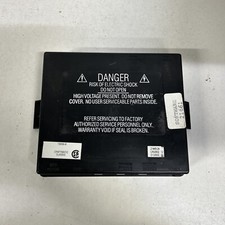 DANGER
RISK OF ELECTRIC SHOCK
DO NOT OPEN
HIGH VOLTAGE PRESENT. DO NOT REMOVE
COVER. NO USER SERVICEABLE PARTS INSIDE.
REFER SERVICING TO FACTORY
AUTHORIZED SERVICE PERSONNEL ONLY.
WARRANTY VOID IF SEAL IS BROKEN.